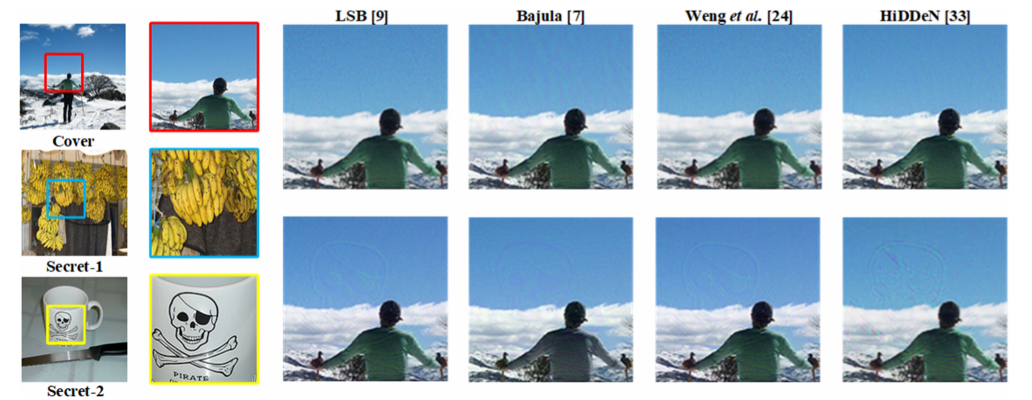 LSB [9]
Bajula [7]
Weng et al. [24]
HiDDeN [33]
Cover
Secret-1
PIRATE
Secret-2